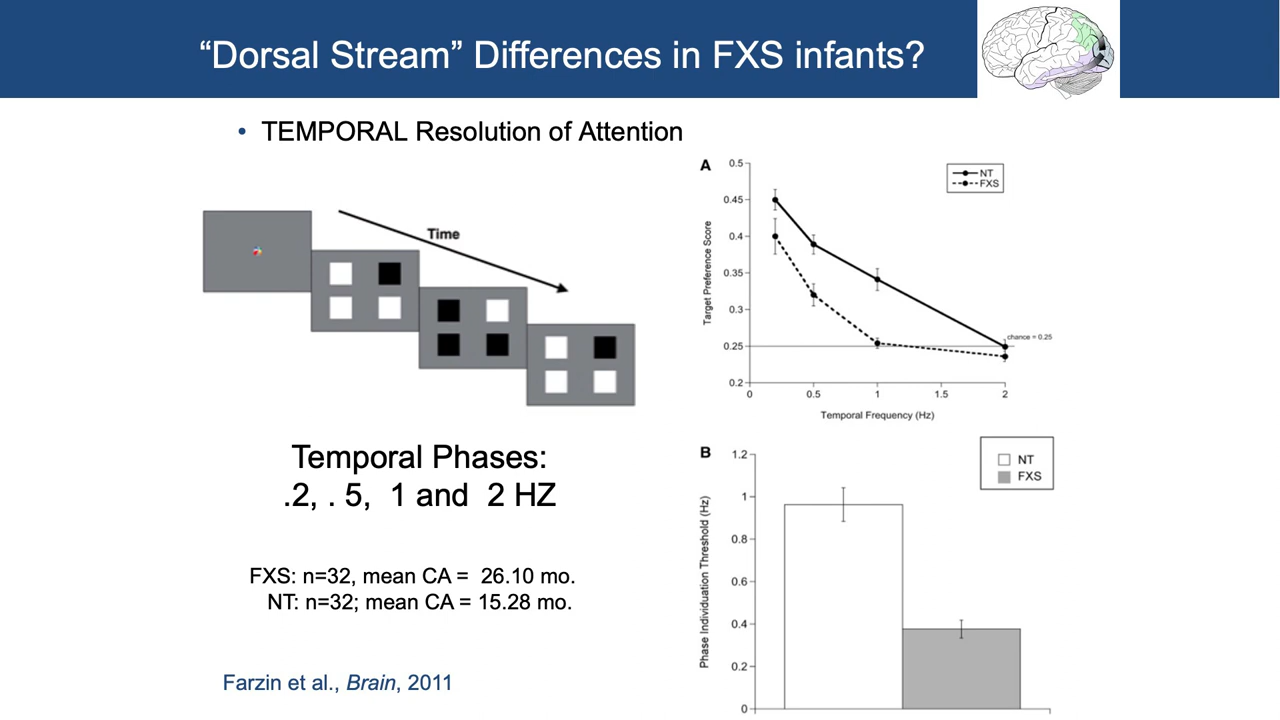 “Dorsal Stream” Differences in FXS infants?
• TEMPORAL Resolution of Attention
Time
Temporal Phases:
.2, . 5, 1 and 2 HZ
FXS: n=32, mean CA = 26.10 mo.
NT: n=32; mean CA = 15.28 mo.
Farzin et al., Brain, 2011
A
NT
FXS
Target Preference Score
0.5
0.45
0.4
0.35
0.3
0.25
0.2
chance = 0.25
0 0.5 1 1.5 2
Temporal Frequency (Hz)
B
NT
FXS
Phase Individuation Threshold (Hz)
1.2
1
0.8
0.6
0.4
0.2
0